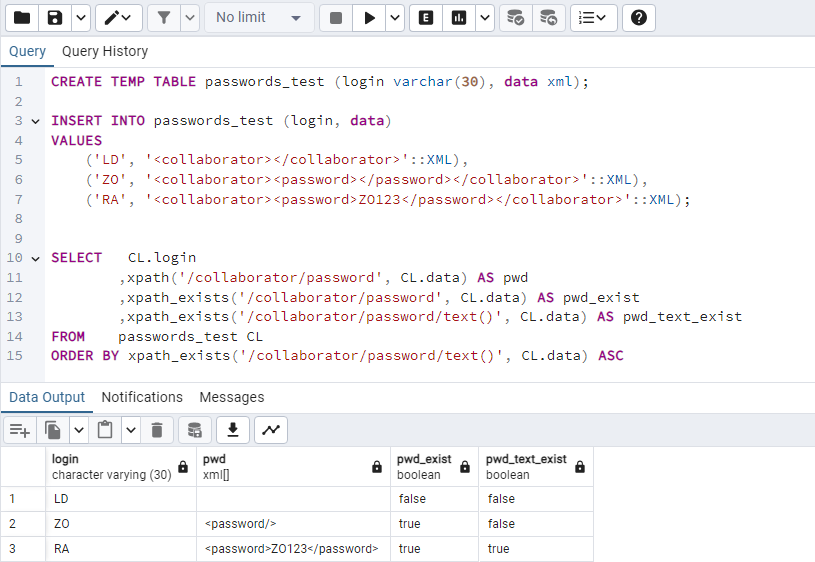 No limit
E
Query Query History
1 CREATE TEMP TABLE passwords_test (login varchar(30), data xml);
2
3 INSERT INTO passwords_test (login, data)
4 VALUES
5 ('LD', '<collaborator></collaborator>'::XML),
6 ('ZO', '<collaborator><password></password></collaborator>'::XML),
7 ('RA', '<collaborator><password>ZO123</password></collaborator>'::XML);
8
9
10 SELECT CL.login
11 ,xpath('/collaborator/password', CL.data) AS pwd
12 ,xpath_exists('/collaborator/password', CL.data) AS pwd_exist
13 ,xpath_exists('/collaborator/password/text()', CL.data) AS pwd_text_exist
14 FROM passwords_test CL
15 ORDER BY xpath_exists('/collaborator/password/text()', CL.data) ASC
Data Output Notifications Messages
login pwd pwd_exist pwd_text_exist
character varying (30) xml[] boolean boolean
1 LD false false
2 ZO <password/> true false
3 RA <password>ZO123</password> true true